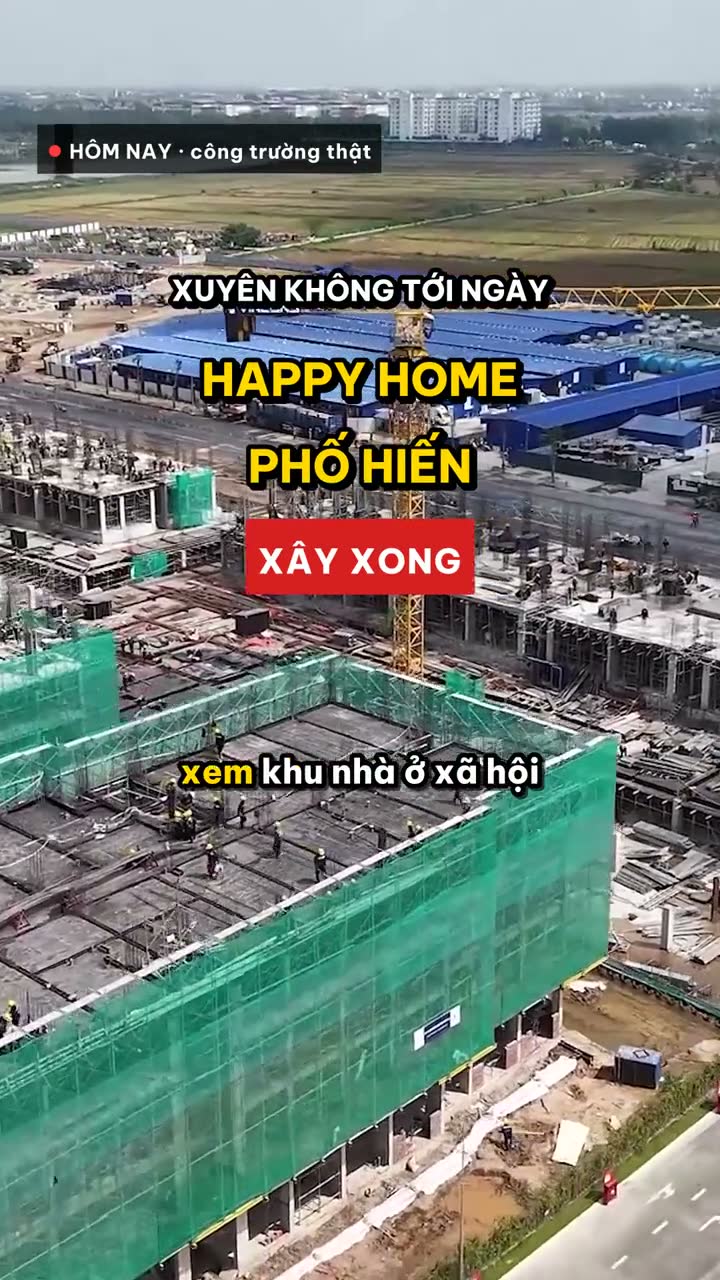 HÔM NAY · công trường thật
XUYÊN KHÔNG TỚI NGÀY
HAPPY HOME
PHỐ HIẾN
XÂY XONG
xem khu nhà ở xã hội